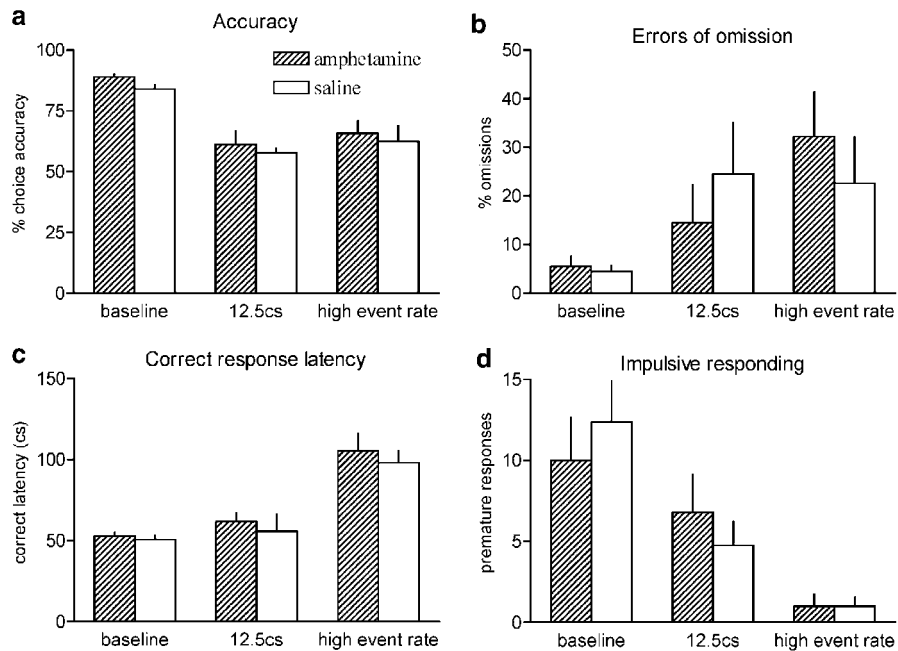 a
Accuracy
100
75
50
25
0
% choice accuracy
amphetamine
saline
baseline
12.5cs
high event rate
b
Errors of omission
50
40
30
20
10
0
% omissions
baseline
12.5cs
high event rate
c
Correct response latency
150
100
50
0
correct latency (cs)
baseline
12.5cs
high event rate
d
Impulsive responding
15
10
5
0
premature responses
baseline
12.5cs
high event rate